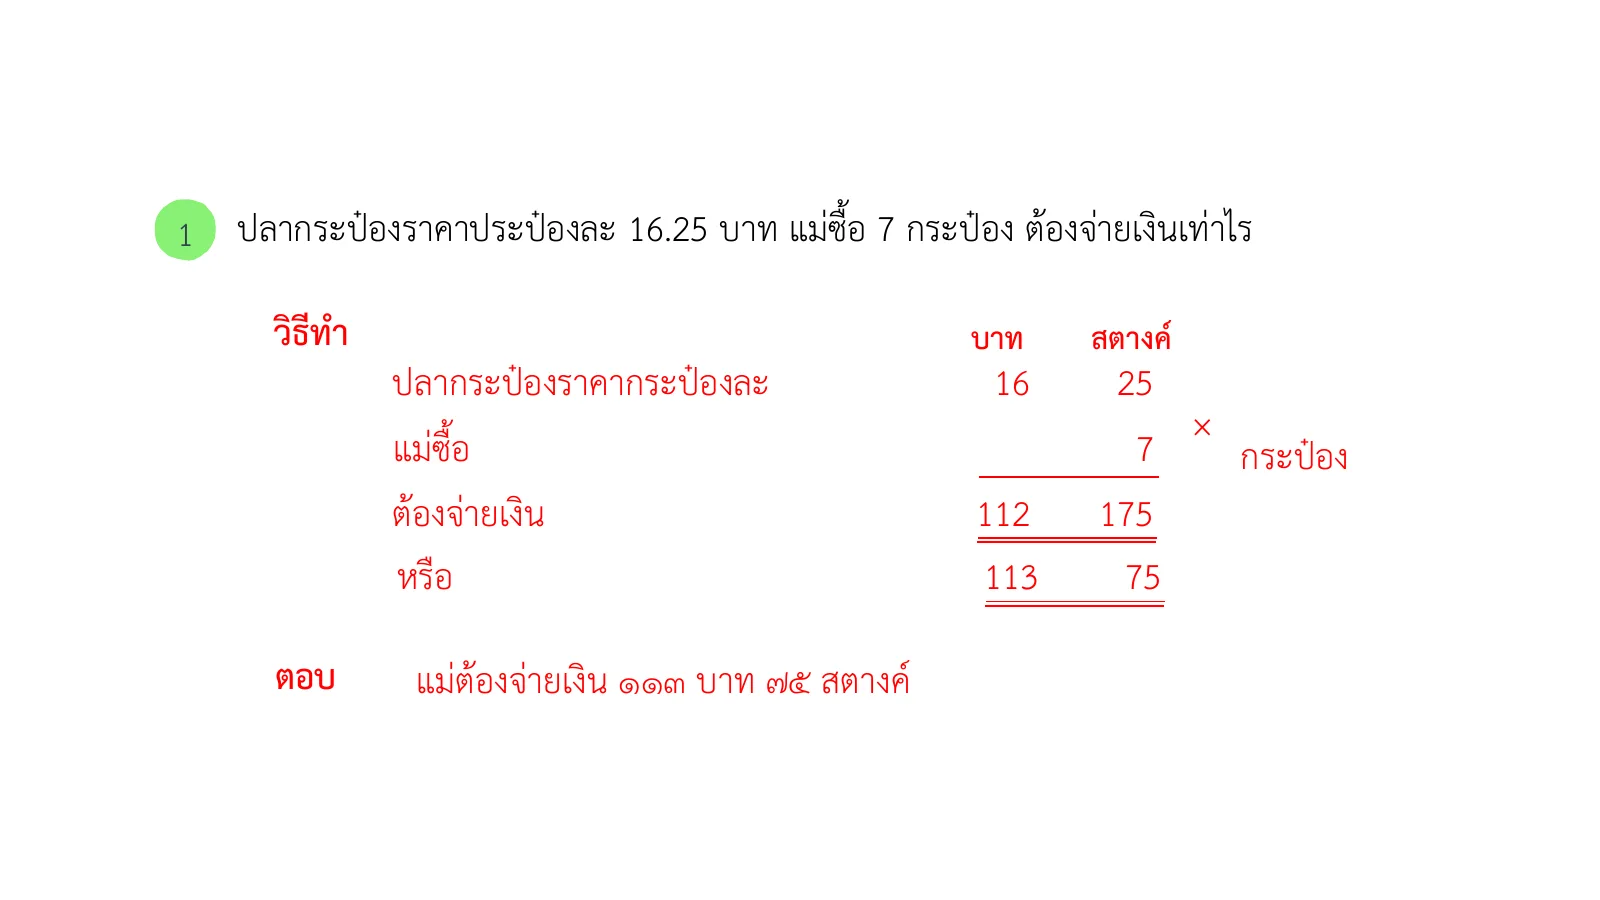 1 ปลากระป๋องราคาประป๋องละ 16.25 บาท แม่ซื้อ 7 กระป๋อง ต้องจ่ายเงินเท่าไร
วิธีทำ บาท สตางค์
ปลากระป๋องราคากระป๋องละ 16 25
×
แม่ซื้อ 7 กระป๋อง
ต้องจ่ายเงิน 112 175
หรือ 113 75
ตอบ แม่ต้องจ่ายเงิน ๑๑๓ บาท ๗๕ สตางค์